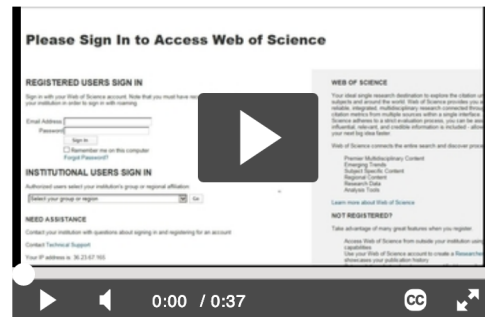 Please Sign In to Access Web of Science
REGISTERED USERS SIGN IN
Sign in with your Web of Science account. Note that you must have
your institution in order to sign in with roaming.
Email Address
Password
Sign In
Remember me on this computer
Forgot Password?
INSTITUTIONAL USERS SIGN IN
Authorized users select your institution's group or regional affiliation:
Select your group or region
Go
NEED ASSISTANCE
Contact your institution with questions about signing in and registering for an account
Contact Technical Support
Your IP address is: 36.23.67.165
WEB OF SCIENCE
Your ideal single research destination to explore the citation
subjects and around the world. Web of Science provides you
reliable, integrated, multidisciplinary research connected
citation metrics from multiple sources within a single interface.
Science adheres to a strict evaluation process, you can be
influential, relevant, and credible information is included -
your next big idea faster.
Web of Science connects the entire search and discover
Premier Multidisciplinary Content
Emerging Trends
Subject Specific Content
Regional Content
Research Data
Analysis Tools
Learn more about Web of Science
NOT REGISTERED?
Take advantage of many great features when you register.
Access Web of Science from outside your institution using
capabilities
Use your Web of Science account to create a
showcases your publication history
0:00 / 0:37
CC